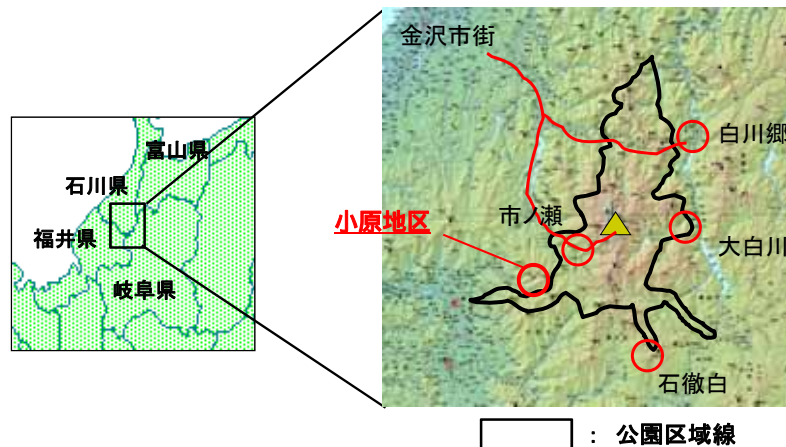 金沢市街
白川郷
富山県
石川県
小原地区
市ノ瀬
福井県
大白川
岐阜県
石徹白
： 公園区域線